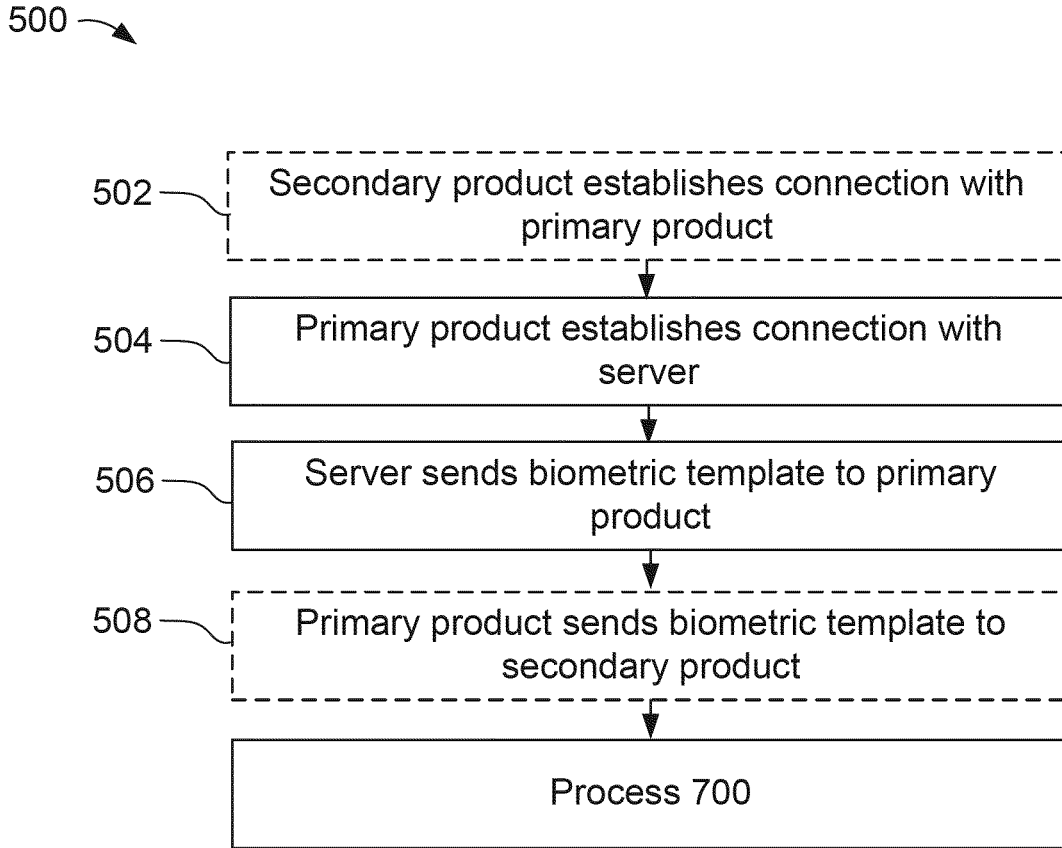 500
502
Secondary product establishes connection with
primary product
504
Primary product establishes connection with
server
506
Server sends biometric template to primary
product
508
Primary product sends biometric template to
secondary product
Process 700